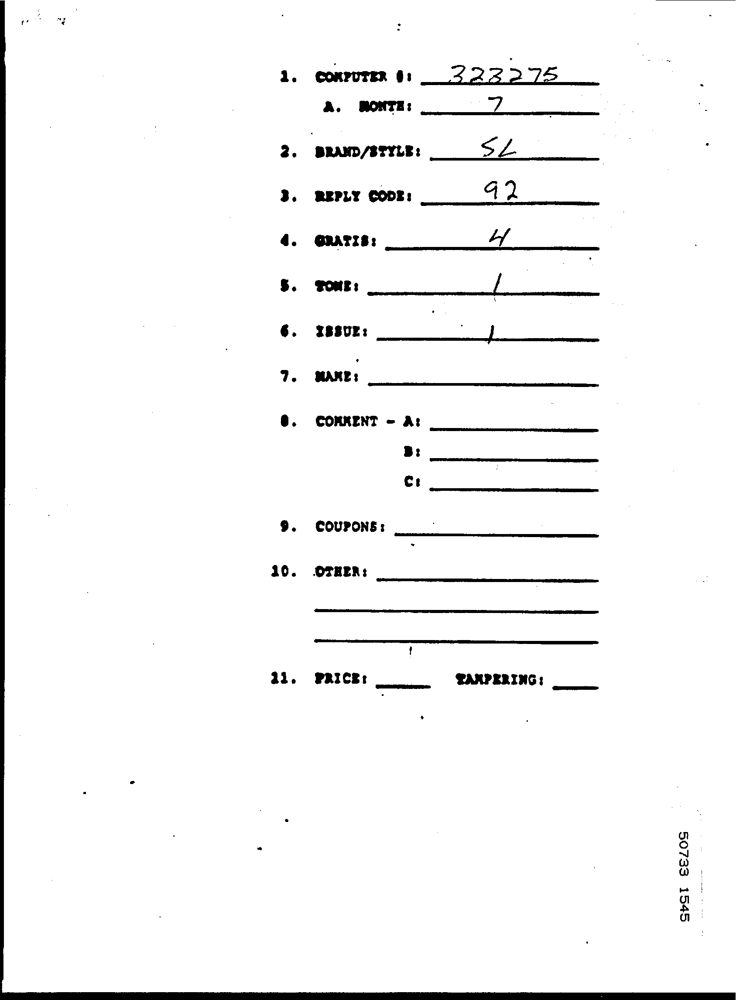 1. COMPUTER #: 323275
A. MONTH: 7
2. BRAND/STYLE: SL
3. REPLY CODE: 92
4. GRATIS: 4
5. TONE: 1
6. ISSUE: 1
7. NAME:
8. COMMENT - A:
B:
C:
9. COUPONS:
10. OTHER:
11. PRICE: TAMPERING:
50733 1545